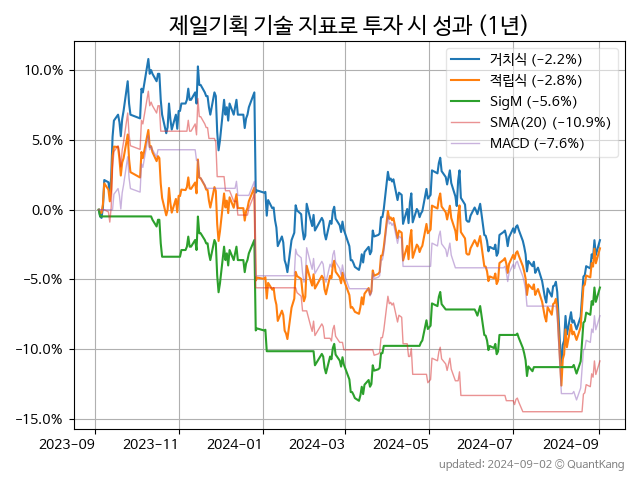 제일기획 기술 지표로 투자 시 성과 (1년)
10.0%
5.0%
0.0%
−5.0%
−10.0%
−15.0%
거치식 (−2.2%)
적립식 (−2.8%)
SigM (−5.6%)
SMA(20) (−10.9%)
MACD (−7.6%)
2023-09
2023-11
2024-01
2024-03
2024-05
2024-07
2024-09
updated: 2024-09-02 © QuantKang